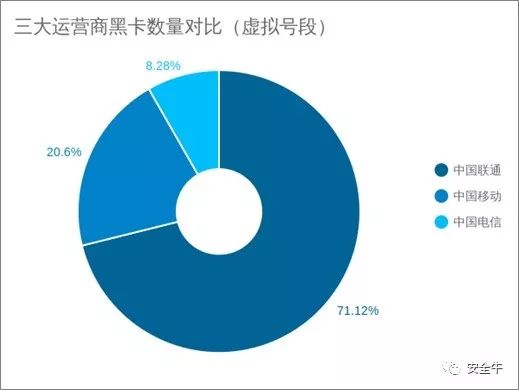 三大运营商黑卡数量对比（虚拟号段）
8.28%
20.6%
中国联通
中国移动
中国电信
71.12%
安全牛